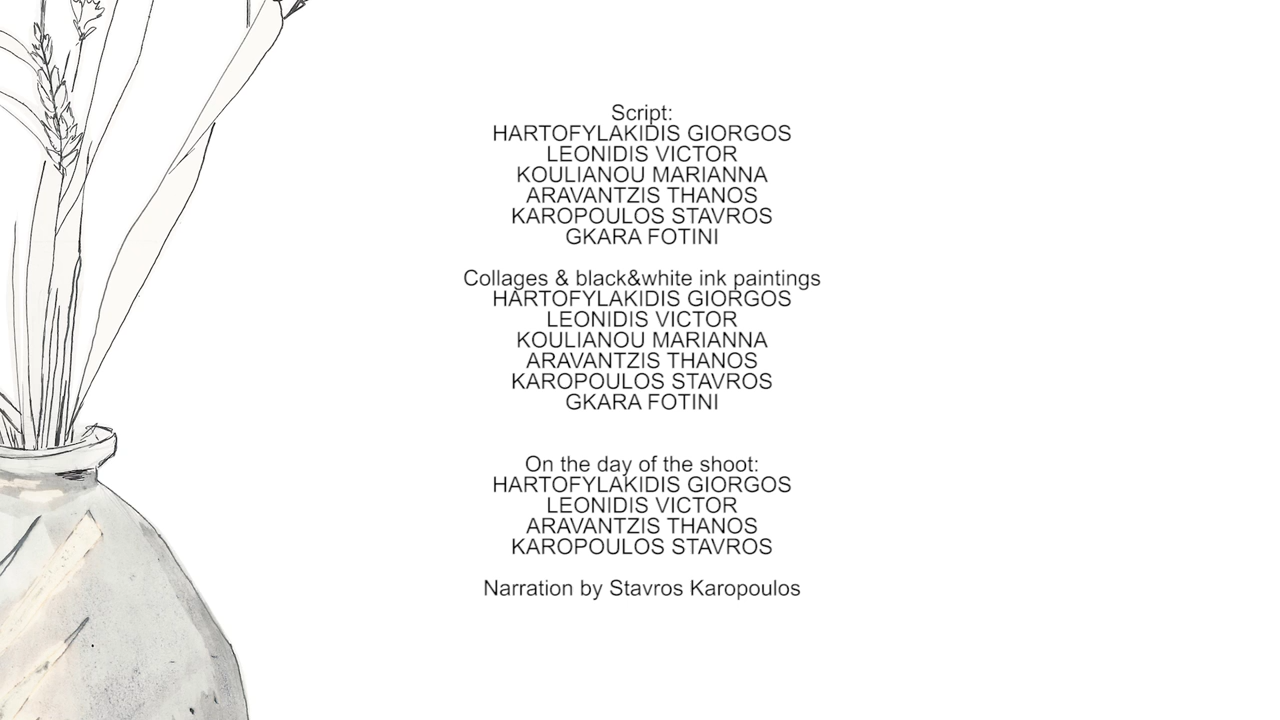 Script:
HARTOFYLAKIDIS GIORGOS
LEONIDIS VICTOR
KOULIANOU MARIANNA
ARAVANTZIS THANOS
KAROPOULOS STAVROS
GKARA FOTINI
Collages & black&white ink paintings
HARTOFYLAKIDIS GIORGOS
LEONIDIS VICTOR
KOULIANOU MARIANNA
ARAVANTZIS THANOS
KAROPOULOS STAVROS
GKARA FOTINI
On the day of the shoot:
HARTOFYLAKIDIS GIORGOS
LEONIDIS VICTOR
ARAVANTZIS THANOS
KAROPOULOS STAVROS
Narration by Stavros Karopoulos